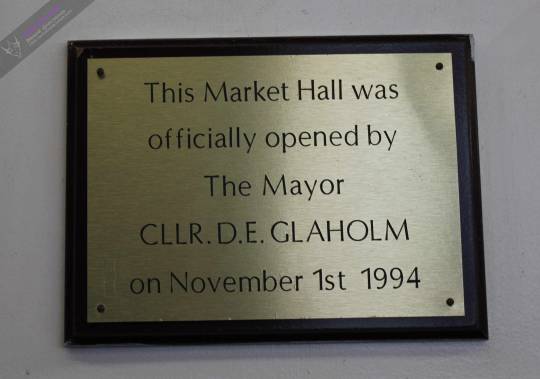 This Market Hall was
officially opened by
The Mayor
CLLR. D.E. GLAHOLM
on November 1st 1994